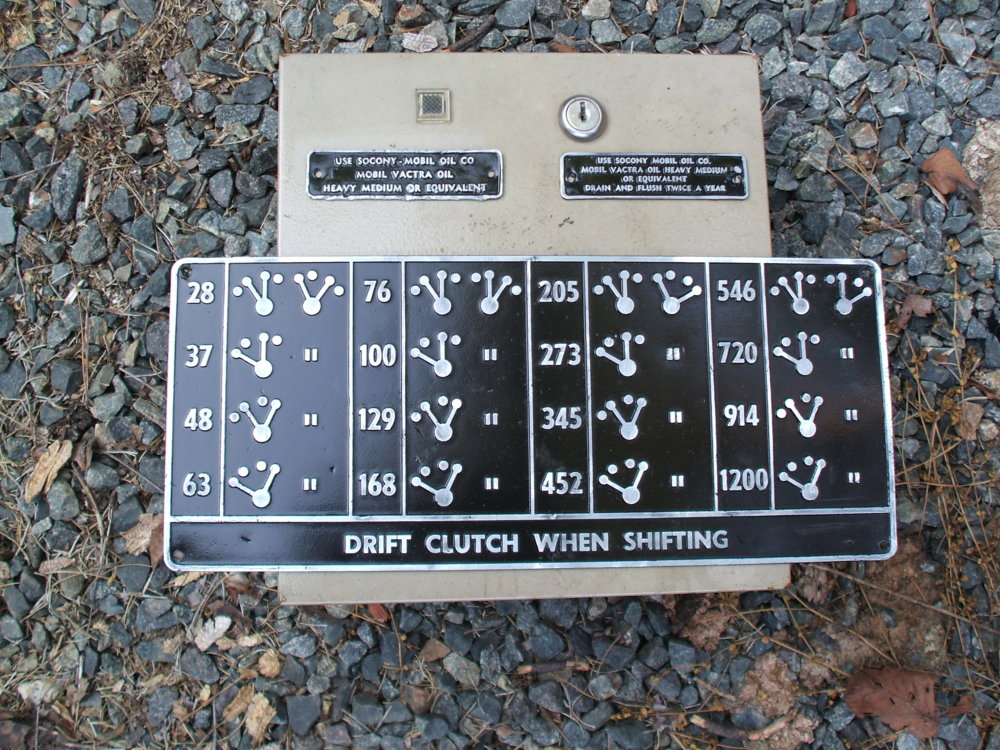 USE SOCONY-MOBIL OIL CO
MOBIL VACTRA OIL
HEAVY MEDIUM OR EQUIVALENT
USE SOCONY MOBIL OIL CO.
MOBIL VACTRA OIL HEAVY MEDIUM
OR EQUIVALENT
DRAIN AND FLUSH TWICE A YEAR
28 76 205 546
37 " 100 " 273 " 720 "
48 " 129 " 345 " 914 "
63 " 168 " 452 " 1200 "
DRIFT CLUTCH WHEN SHIFTING